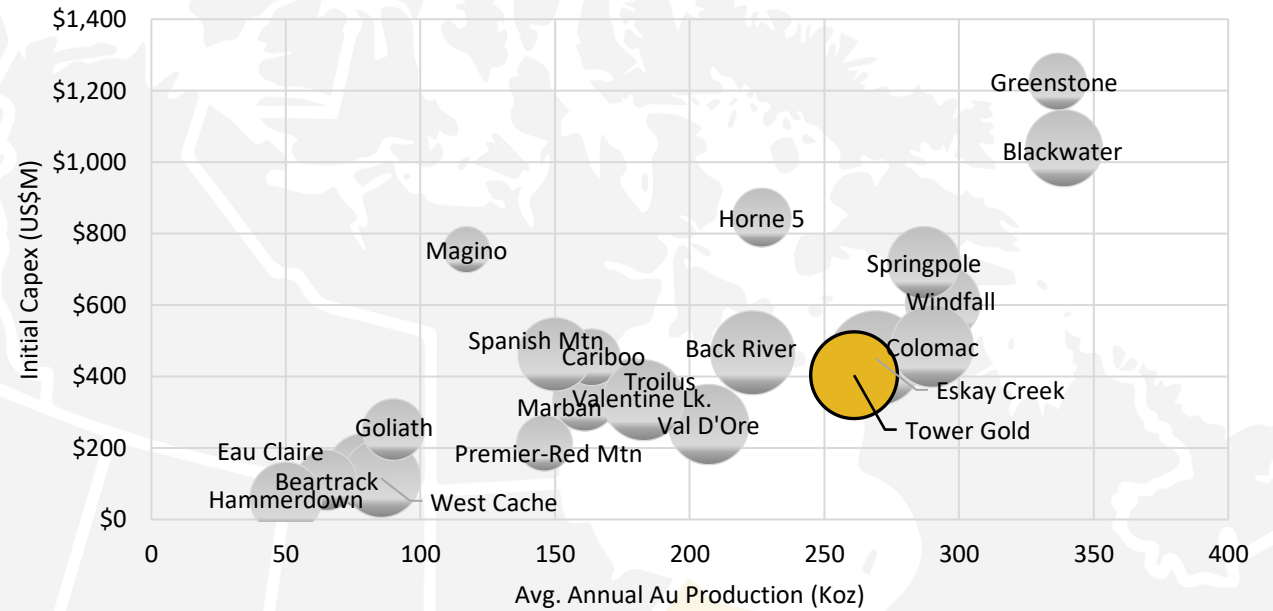 $1,400
$1,200
$1,000
$800
$600
$400
$200
$0
Initial Capex (US$M)
Greenstone
Blackwater
Horne 5
Magino
Springpole
Windfall
Spanish Mtn
Cariboo
Back River
Colomac
Troilus
Eskay Creek
Valentine Lk.
Marban
Goliath
Val D'Ore
Tower Gold
Eau Claire
Premier-Red Mtn
Beartrack
Hammerdown
West Cache
0
50
100
150
200
250
300
350
400
Avg. Annual Au Production (Koz)